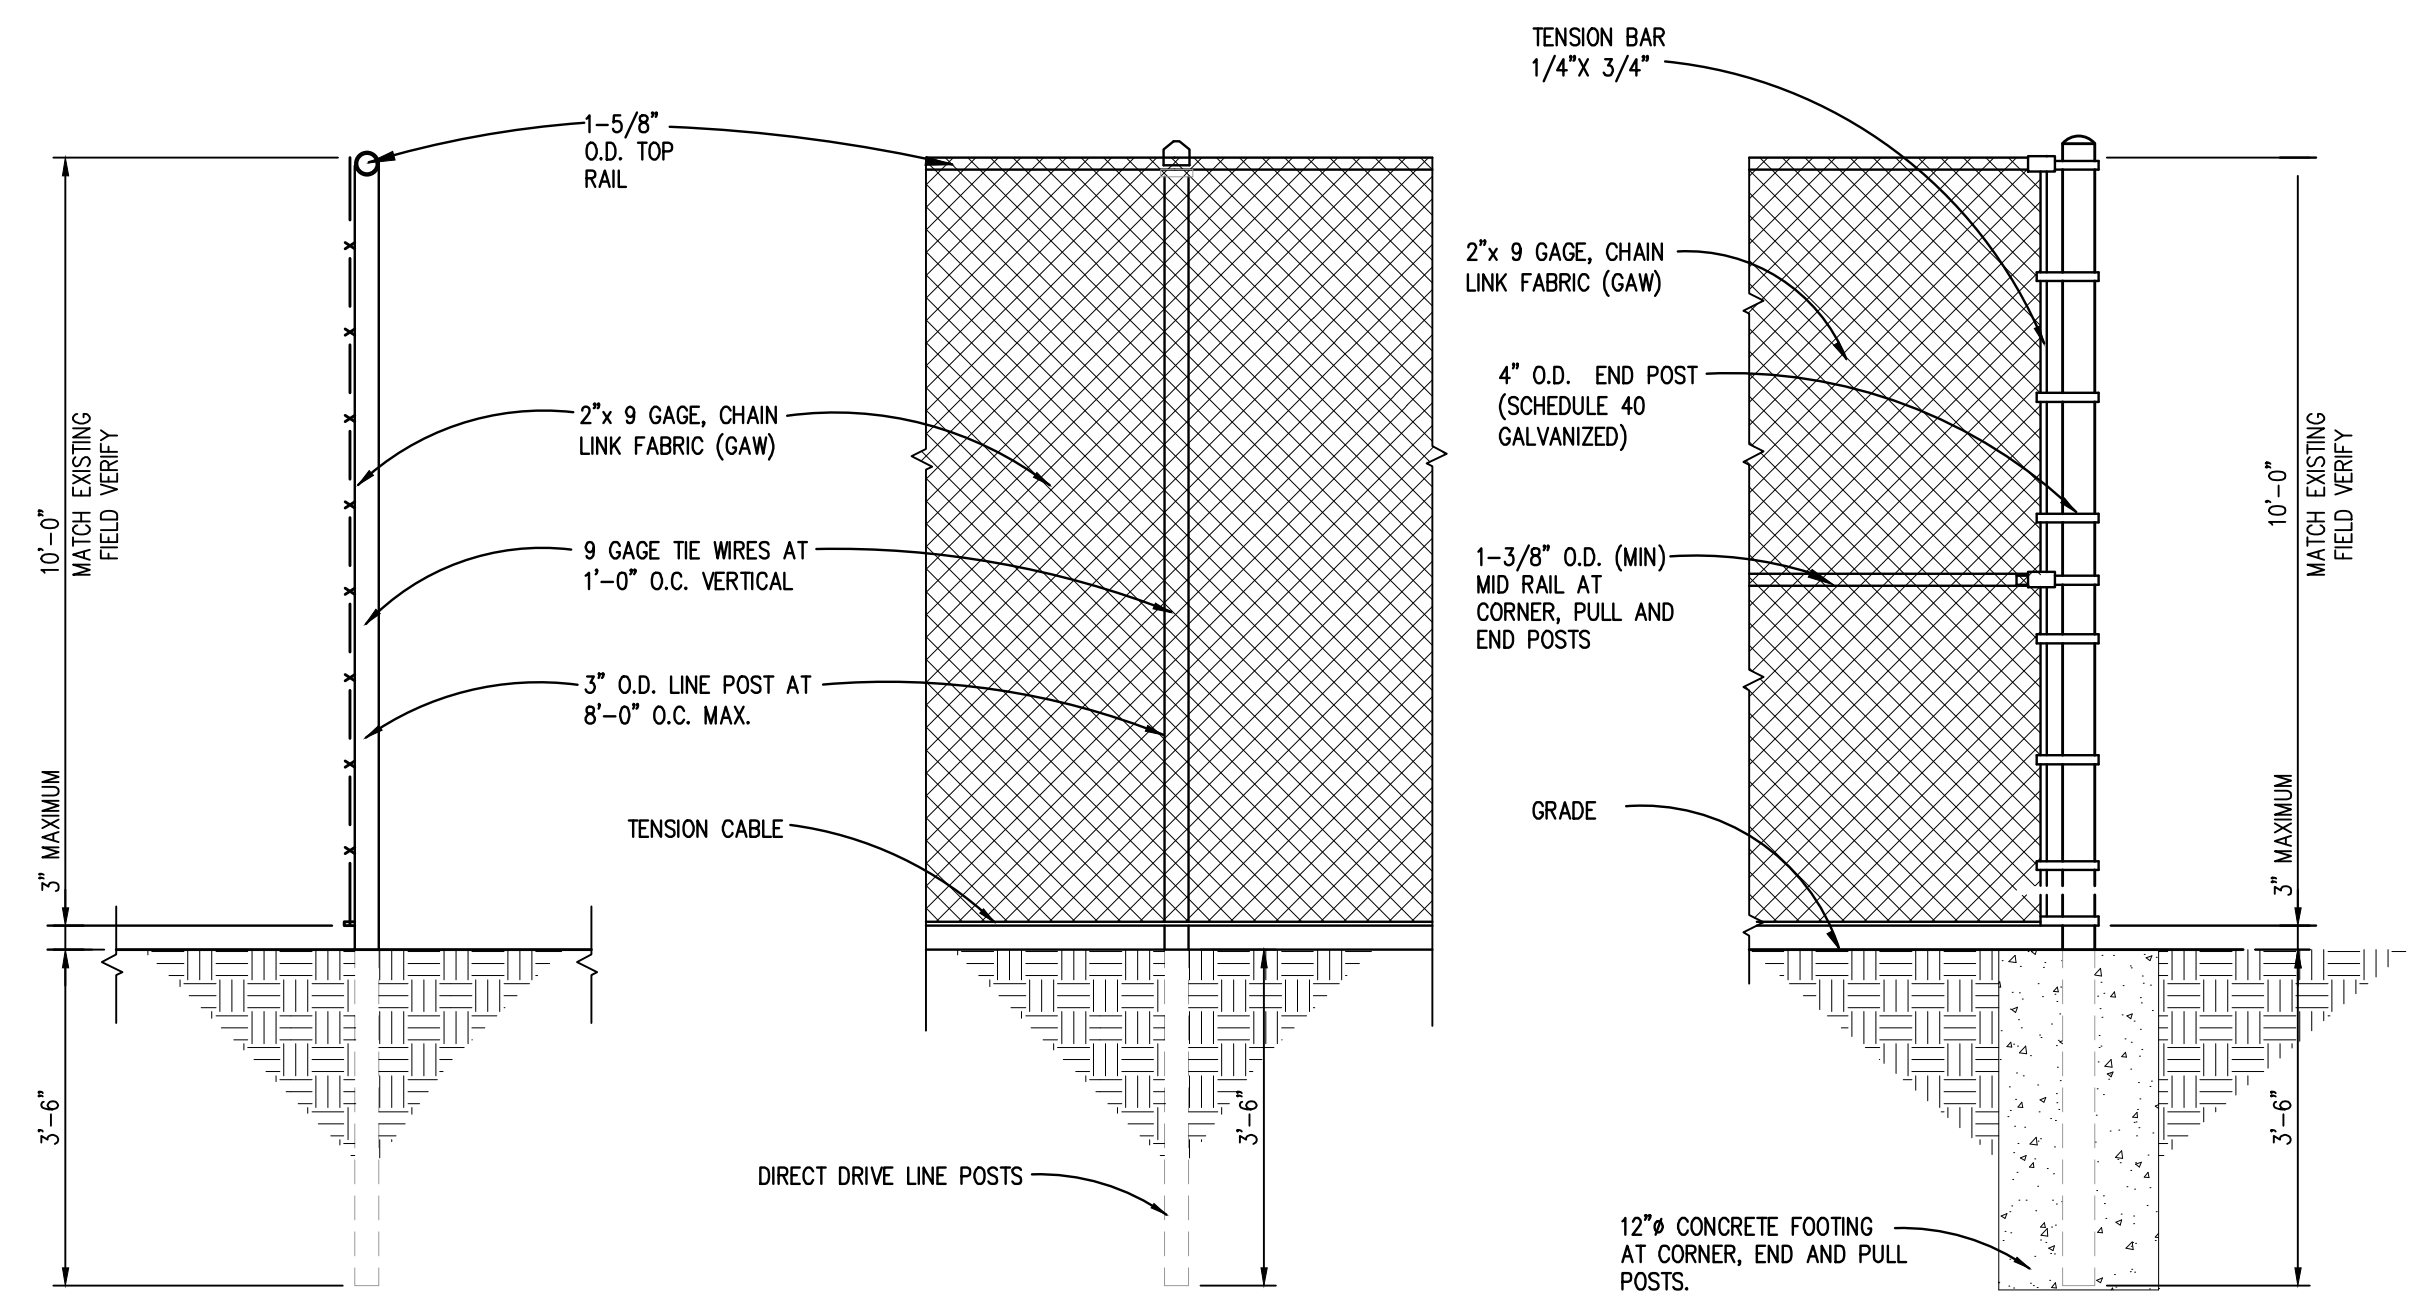 TENSION BAR
1/4"X 3/4"
1-5/8"
O.D. TOP
RAIL
2"x 9 GAGE, CHAIN
LINK FABRIC (GAW)
4" O.D. END POST
(SCHEDULE 40
GALVANIZED)
2"x 9 GAGE, CHAIN
LINK FABRIC (GAW)
10'-0"
MATCH EXISTING
FIELD VERIFY
10'-0"
MATCH EXISTING
FIELD VERIFY
9 GAGE TIE WIRES AT
1'-0" O.C. VERTICAL
1-3/8" O.D. (MIN)
MID RAIL AT
CORNER, PULL AND
END POSTS
3" O.D. LINE POST AT
8'-0" O.C. MAX.
3" MAXIMUM
TENSION CABLE
GRADE
3" MAXIMUM
3'-6"
3'-6"
3'-6"
DIRECT DRIVE LINE POSTS
12"ø CONCRETE FOOTING
AT CORNER, END AND PULL
POSTS.